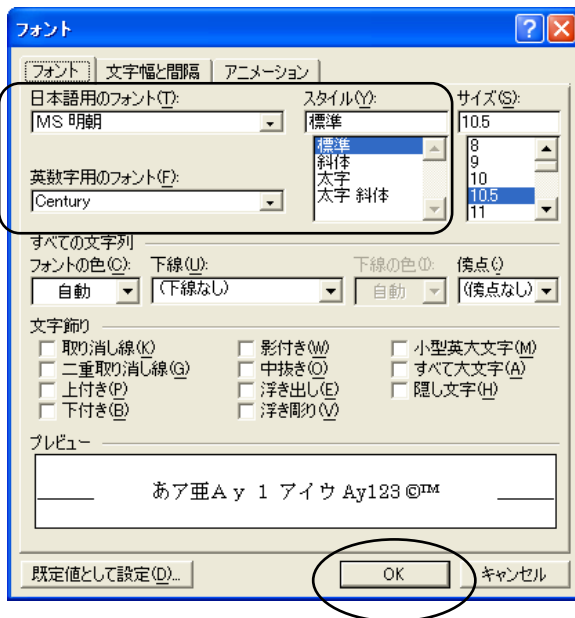 フォント
フォント 文字幅と間隔 アニメーション
日本語用のフォント(T): スタイル(Y): サイズ(S):
MS 明朝 標準 10.5
標準 8
斜体 9
太字 10
太字 斜体 10.5
11
英数字用のフォント(F):
Century
すべての文字列
フォントの色(C): 下線(U): 下線の色(I): 傍点(:)
自動 (下線なし) 自動 (傍点なし)
文字飾り
取り消し線(K) 影付き(W) 小型英大文字(M)
二重取り消し線(G) 中抜き(O) すべて大文字(A)
上付き(P) 浮き出し(E) 隠し文字(H)
下付き(B) 浮き彫り(V)
プレビュー
あア亜Ay 1 アイウ Ay123 ©™
既定値として設定(D)... OK キャンセル